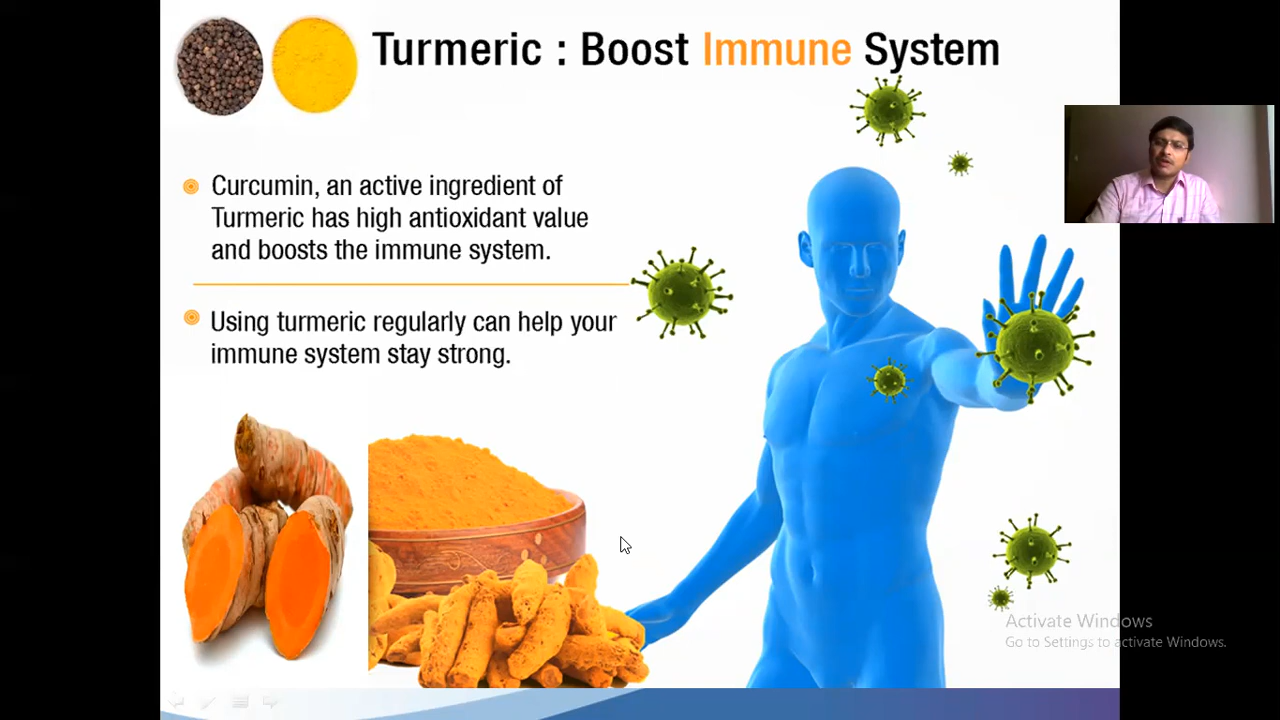 Turmeric : Boost Immune System
Curcumin, an active ingredient of
Turmeric has high antioxidant value
and boosts the immune system.
Using turmeric regularly can help your
immune system stay strong.
Activate Windows
Go to Settings to activate Windows.